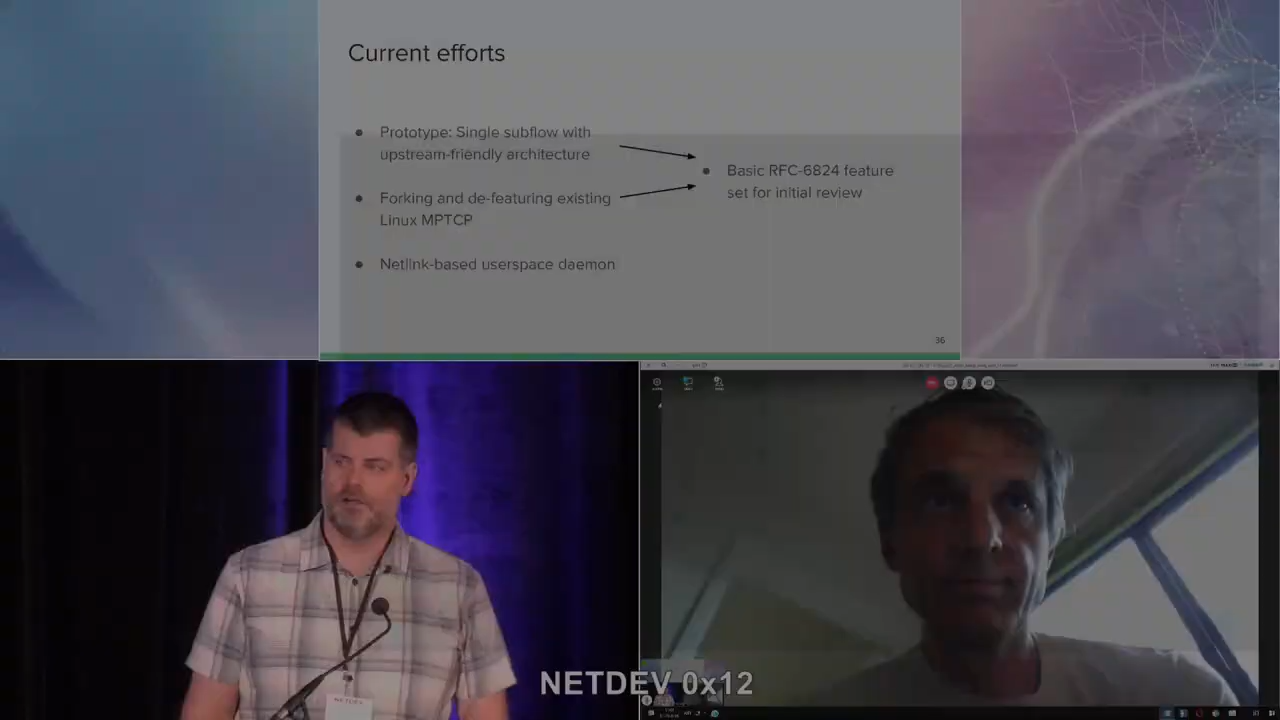 Current efforts
• Prototype: Single subflow with
upstream-friendly architecture
• Forking and de-featuring existing
Linux MPTCP
• Netlink-based userspace daemon
• Basic RFC-6824 feature
set for initial review
36
NETDEV
NETDEV 0x12